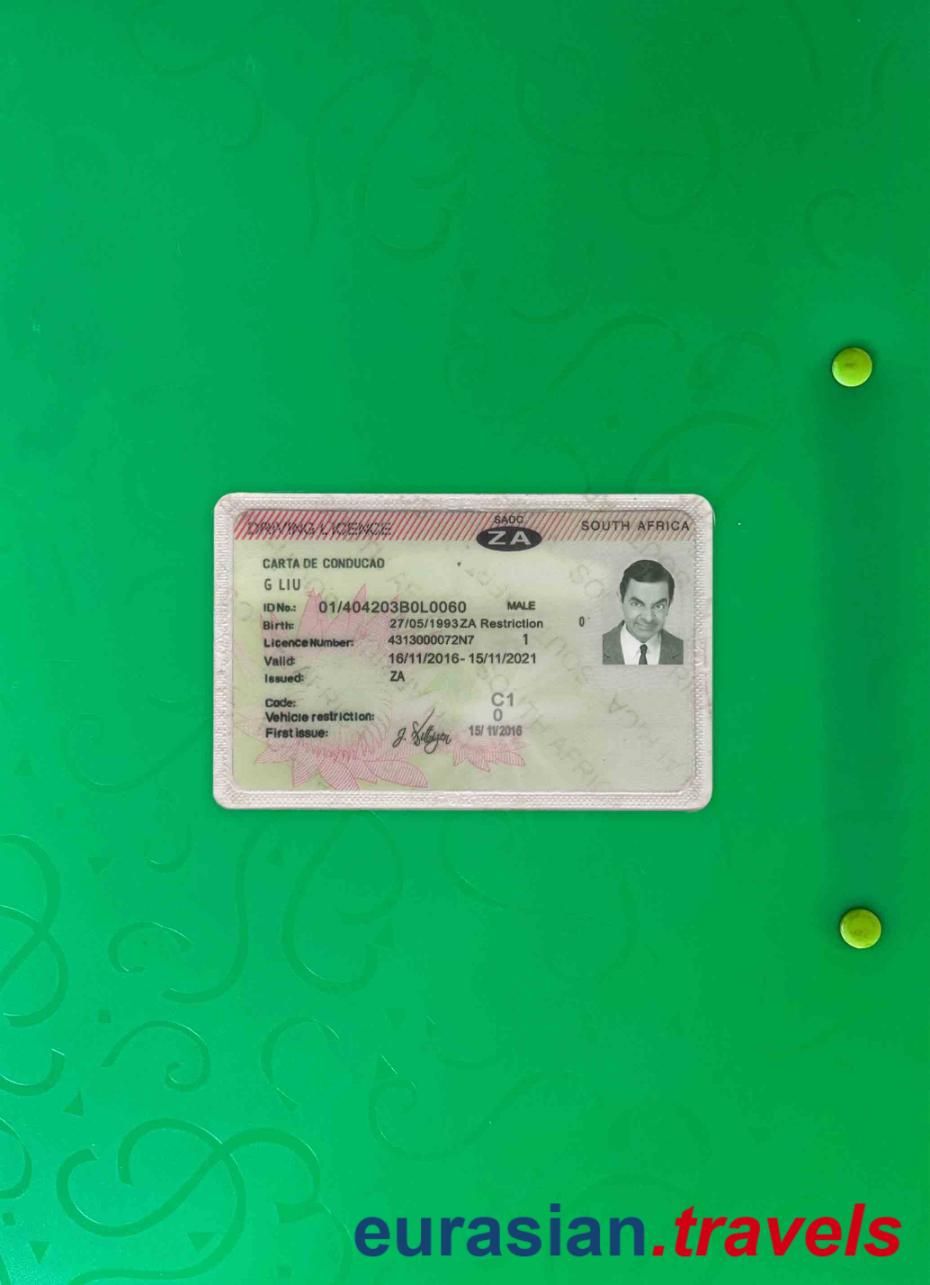 DRIVING LICENCE SADC ZA SOUTH AFRICA
CARTA DE CONDUCAO
G LIU
ID No.: 01/404203B0L0060 MALE
Birth: 27/05/1993 ZA Restriction 0
Licence Number: 4313000072N7 1
Valid: 16/11/2016 - 15/11/2021
Issued: ZA
Code: C1
Vehicle restriction: 0
First issue: 15/11/2016
eurasian.travels